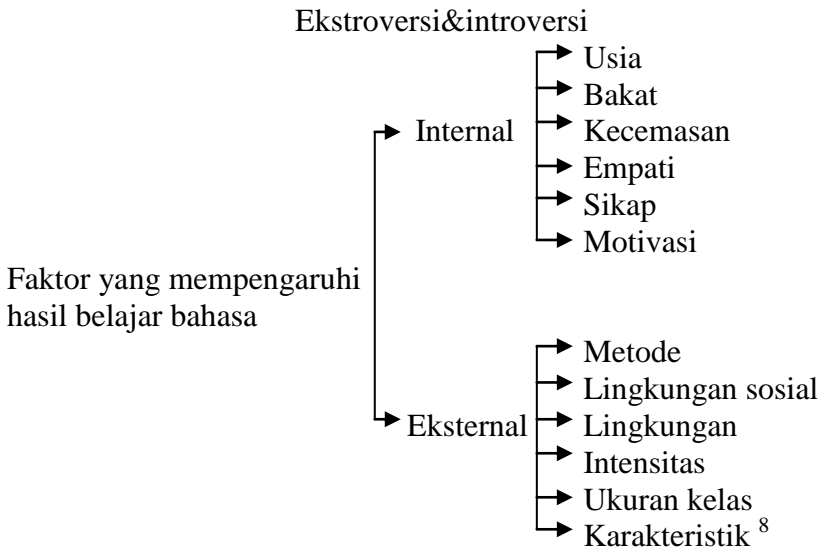 Ekstroversi&introversi
Usia
Bakat
Internal
Kecemasan
Empati
Sikap
Motivasi
Faktor yang mempengaruhi
hasil belajar bahasa
Metode
Lingkungan sosial
Eksternal
Lingkungan
Intensitas
Ukuran kelas
Karakteristik 8